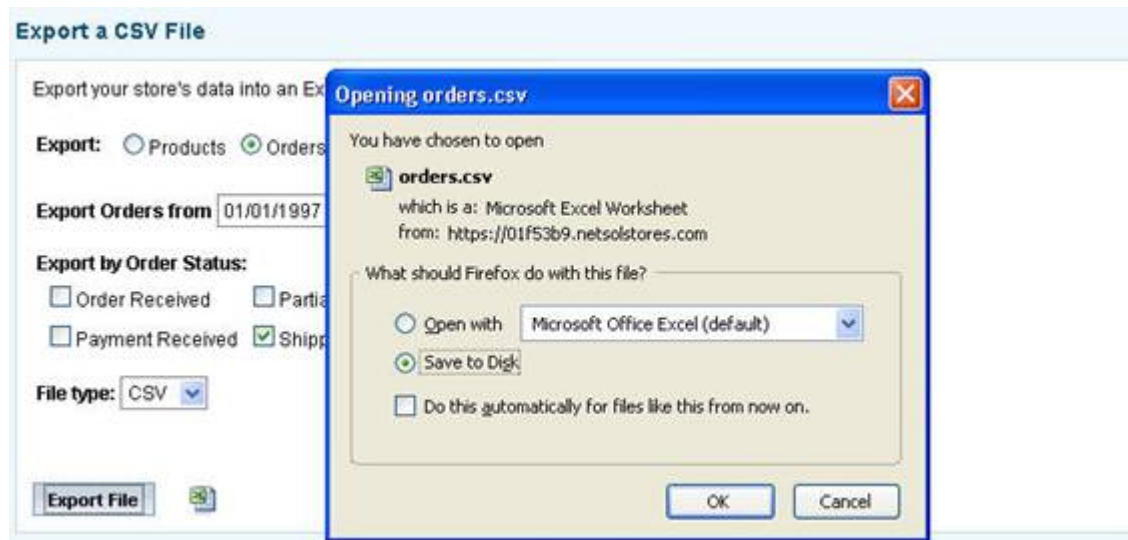 Export a CSV File
Export your store's data into an Ex
Export: Products Orders
Export Orders from 01/01/1997
Export by Order Status:
Order Received Partia
Payment Received Shipp
File type: CSV
Export File
Opening orders.csv
You have chosen to open
orders.csv
which is a: Microsoft Excel Worksheet
from: https://01f53b9.netsolstores.com
What should Firefox do with this file?
Open with Microsoft Office Excel (default)
Save to Disk
Do this automatically for files like this from now on.
OK Cancel